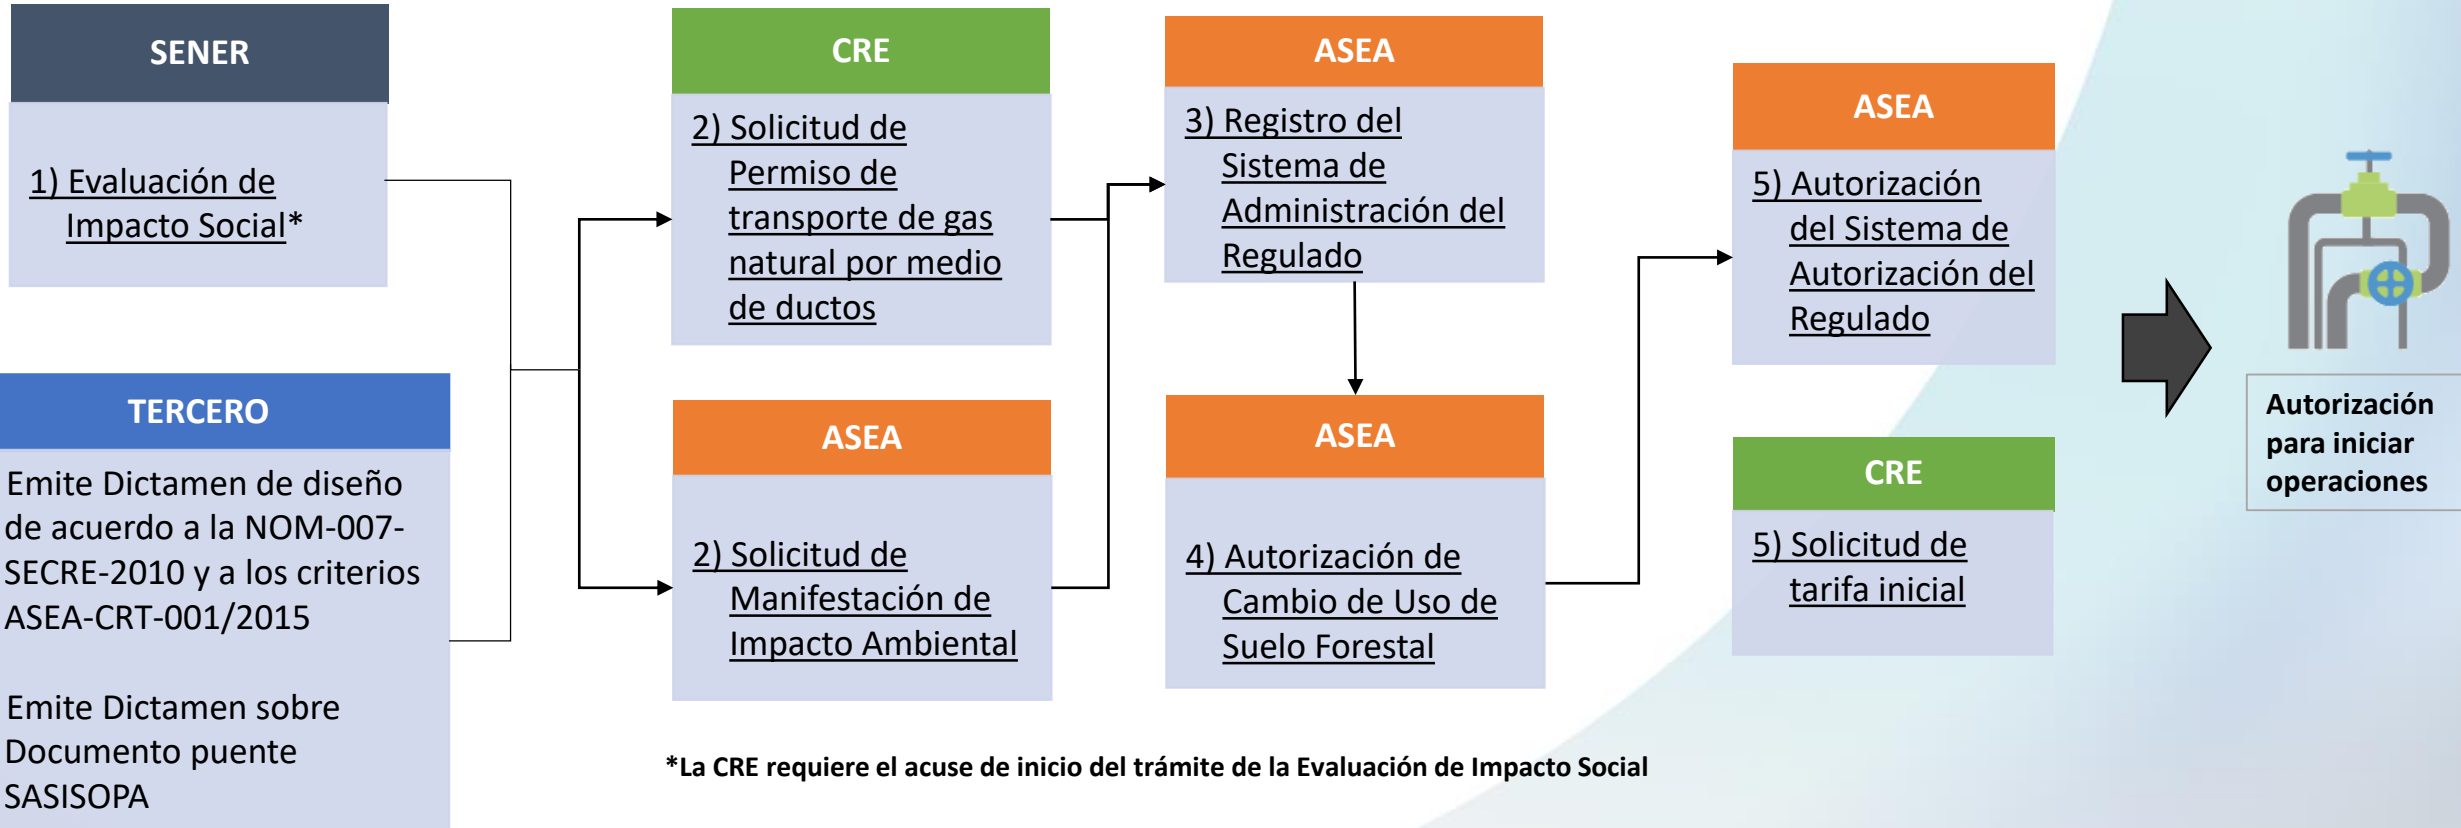 SENER
1) Evaluación de
Impacto Social*
TERCERO
Emite Dictamen de diseño
de acuerdo a la NOM-007-
SECRE-2010 y a los criterios
ASEA-CRT-001/2015
Emite Dictamen sobre
Documento puente
SASISOPA
CRE
2) Solicitud de
Permiso de
transporte de gas
natural por medio
de ductos
ASEA
2) Solicitud de
Manifestación de
Impacto Ambiental
ASEA
3) Registro del
Sistema de
Administración del
Regulado
ASEA
4) Autorización de
Cambio de Uso de
Suelo Forestal
ASEA
5) Autorización
del Sistema de
Autorización del
Regulado
CRE
5) Solicitud de
tarifa inicial
Autorización
para iniciar
operaciones
*La CRE requiere el acuse de inicio del trámite de la Evaluación de Impacto Social